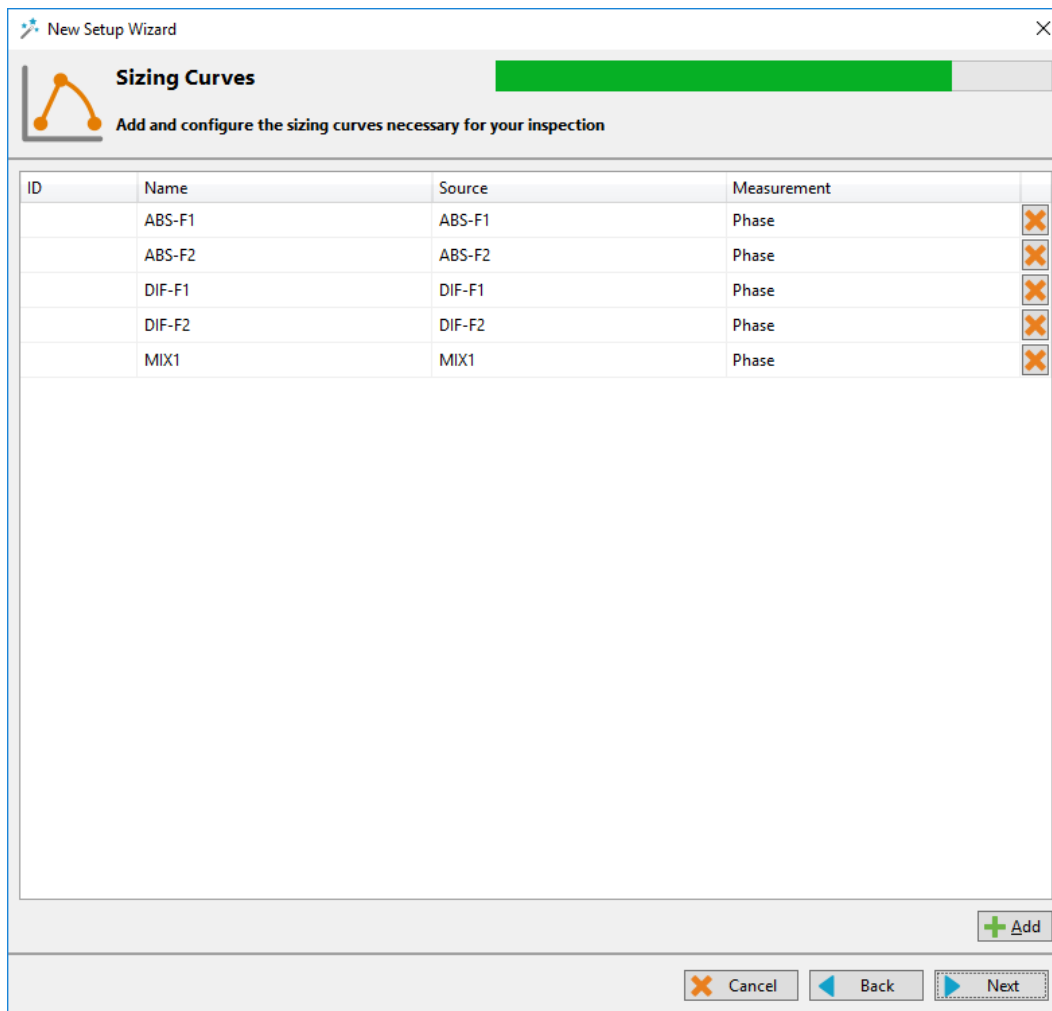 New Setup Wizard
Sizing Curves
Add and configure the sizing curves necessary for your inspection
ID Name Source Measurement
ABS-F1 ABS-F1 Phase
ABS-F2 ABS-F2 Phase
DIF-F1 DIF-F1 Phase
DIF-F2 DIF-F2 Phase
MIX1 MIX1 Phase
Add
Cancel Back Next